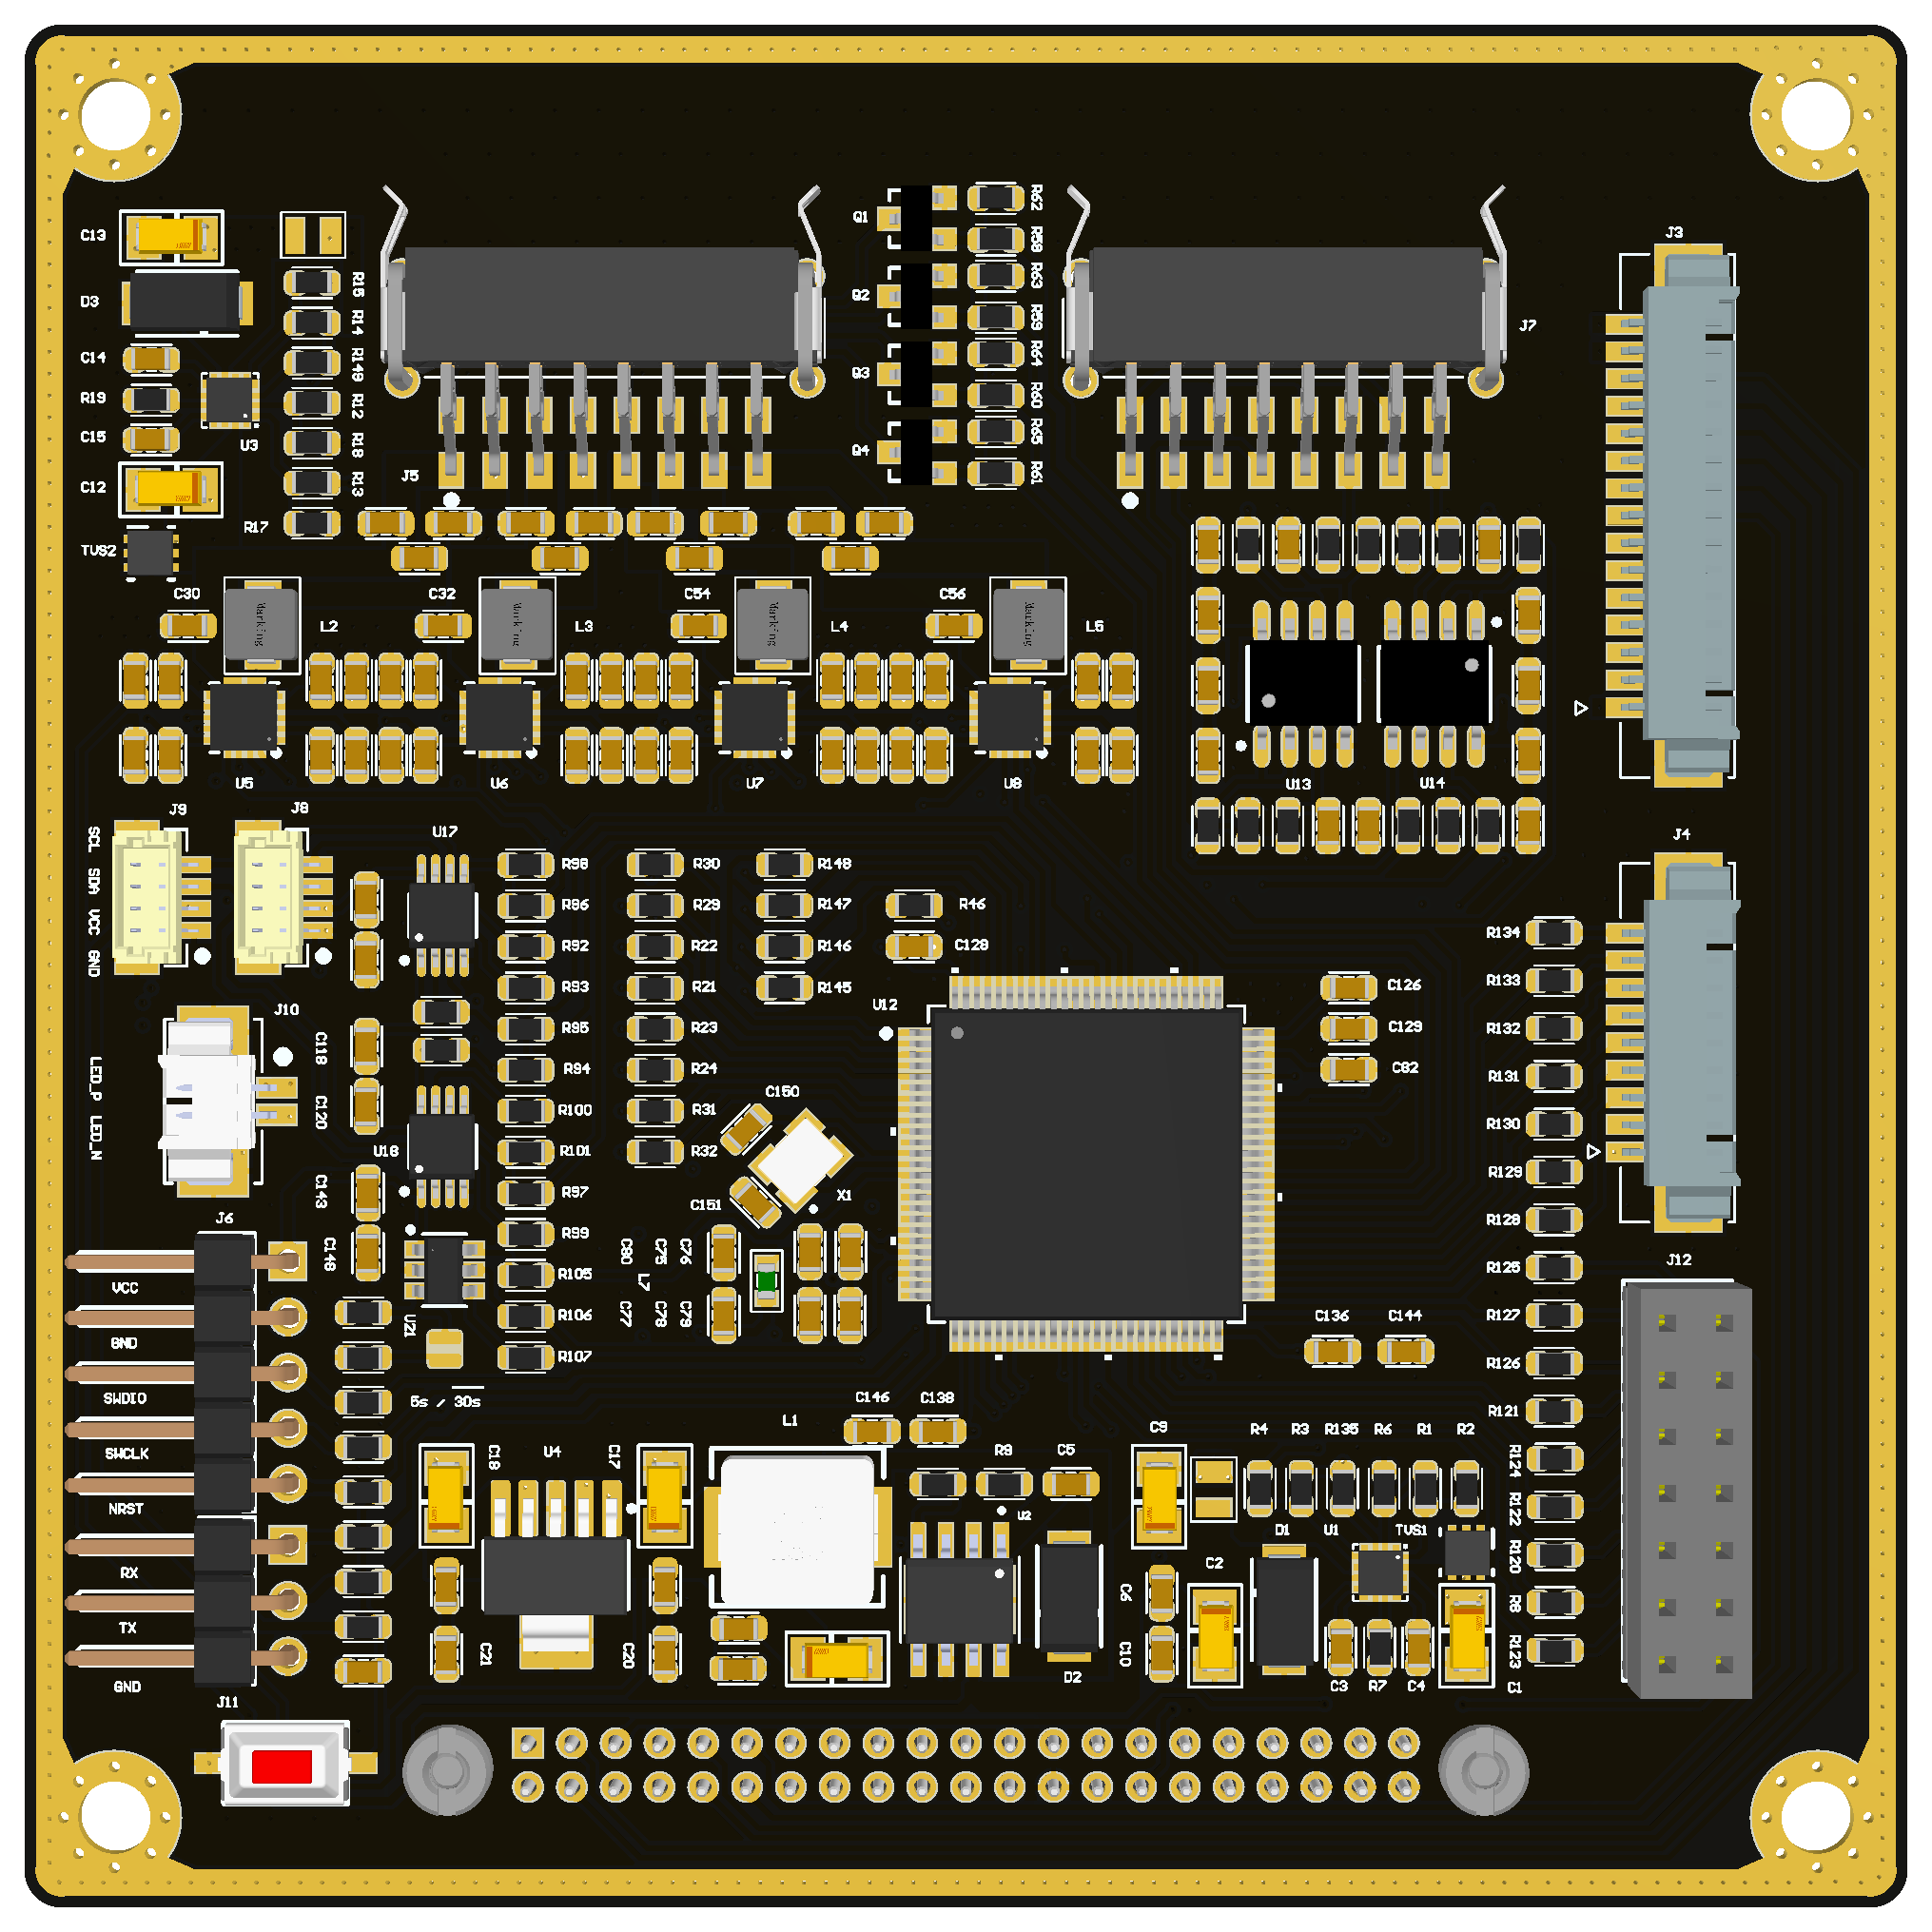 C13
D3
C14
R19
C15
U3
C12
TVS2
R15
R14
R149
R12
R18
R13
R17
J5
Q1
Q2
Q3
Q4
R62
R58
R63
R59
R64
R60
R65
R61
J7
J3
C30
L2
C32
L3
C54
L4
C56
L5
U5
U6
U7
U8
U13
U14
J9
J8
U17
J4
SCL
SDA
VCC
GND
R98
R96
R92
R93
R95
R94
R100
R101
R97
R99
R105
R106
R107
R30
R29
R22
R21
R23
R24
R31
R32
R148
R147
R146
R145
R46
C128
U12
C126
C129
C82
R134
R133
R132
R131
R130
R129
R128
R125
R127
R126
R121
J10
C118
C120
LED_P
LED_N
U18
C143
C148
C150
C151
X1
J6
VCC
GND
SWDIO
SWCLK
NRST
RX
TX
GND
J11
U21
5s / 30s
C80
C75
C76
L7
C77
C78
C79
J12
C136
C144
C146
C138
L1
C18
U4
C17
C21
C20
R9
C5
U2
D2
C9
C6
C10
C2
R4
R3
R135
R6
R1
R2
D1
U1
TVS1
C3
R7
C4
C1
R124
R122
R120
R8
R123